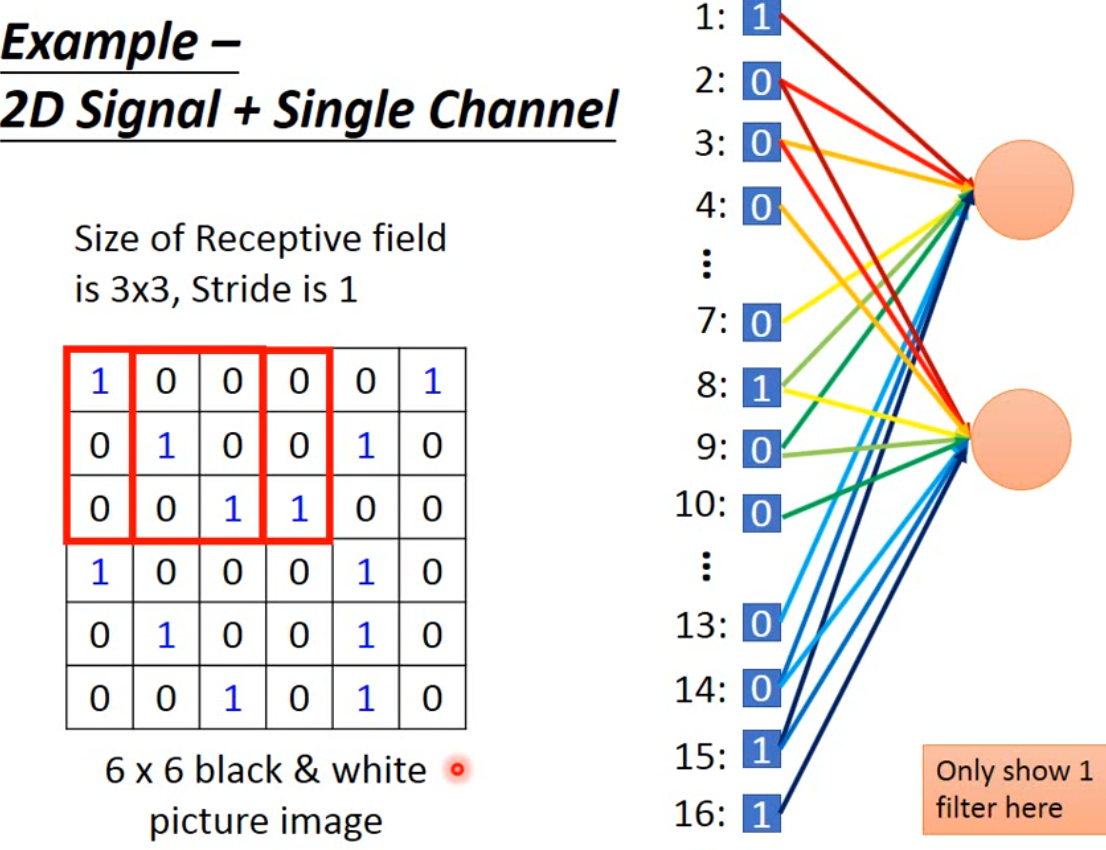 Example –
2D Signal + Single Channel
Size of Receptive field
is 3x3, Stride is 1
1 0 0 0 0 1
0 1 0 0 1 0
0 0 1 1 0 0
1 0 0 0 1 0
0 1 0 0 1 0
0 0 1 0 1 0
6 x 6 black & white
picture image
1: 1
2: 0
3: 0
4: 0
⋮
7: 0
8: 1
9: 0
10: 0
⋮
13: 0
14: 0
15: 1
16: 1
Only show 1
filter here